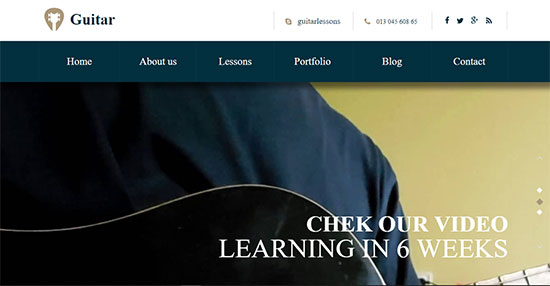 Guitar
guitarlessons
013 045 608 65
Home About us Lessons Portfolio Blog Contact
CHEK OUR VIDEO
LEARNING IN 6 WEEKS